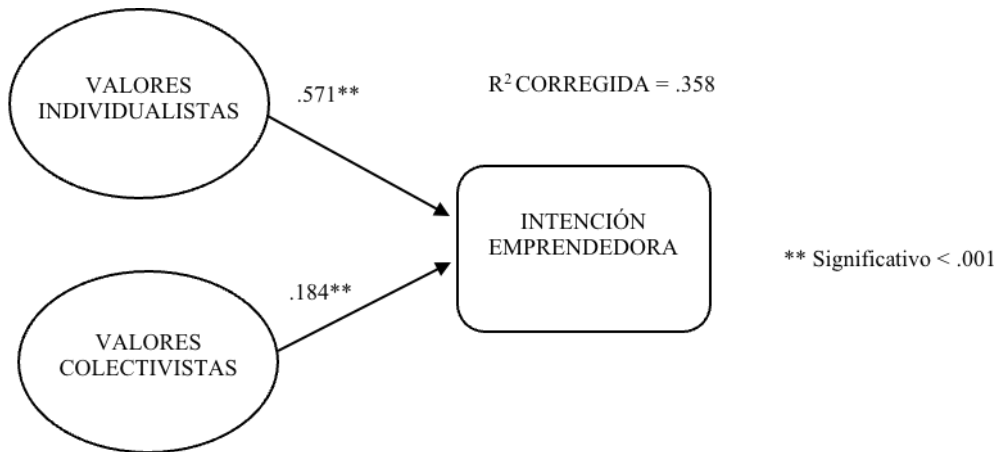 VALORES
INDIVIDUALISTAS
.571**
R² CORREGIDA = .358
INTENCIÓN
EMPRENDEDORA
** Significativo < .001
.184**
VALORES
COLECTIVISTAS